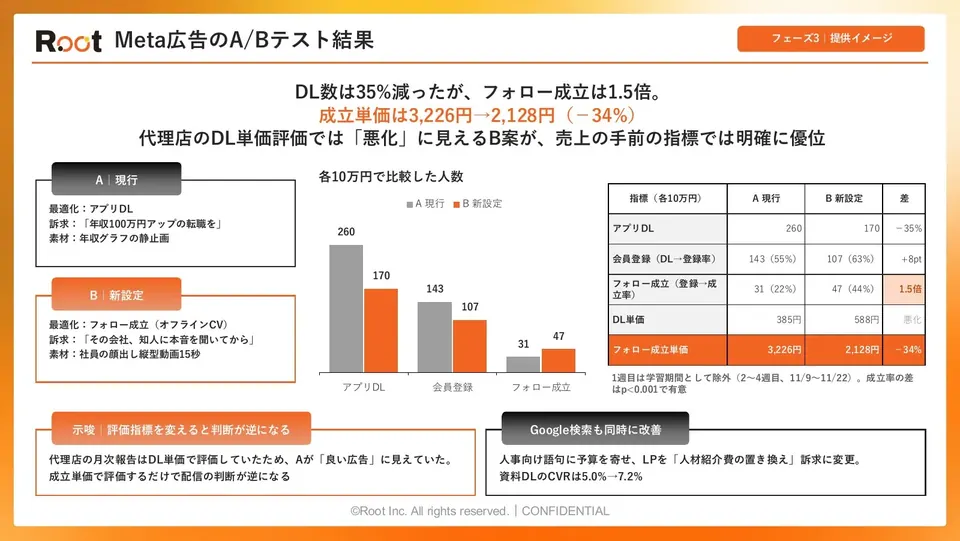 Root
Meta広告のA/Bテスト結果
フェーズ3｜提供イメージ
DL数は35%減ったが、フォロー成立は1.5倍。
成立単価は3,226円→2,128円（－34%）
代理店のDL単価評価では「悪化」に見えるB案が、売上の手前の指標では明確に優位
A｜現行
最適化：アプリDL
訴求：「年収100万円アップの転職を」
素材：年収グラフの静止画
B｜新設定
最適化：フォロー成立（オフラインCV）
訴求：「その会社、知人に本音を聞いてから」
素材：社員の顔出し縦型動画15秒
各10万円で比較した人数
A 現行 B 新設定
260
170
143
107
31
47
アプリDL 会員登録 フォロー成立
指標（各10万円） A 現行 B 新設定 差
アプリDL 260 170 －35%
会員登録（DL→登録率） 143（55%） 107（63%） +8pt
フォロー成立（登録→成
立率） 31（22%） 47（44%） 1.5倍
DL単価 385円 588円 悪化
フォロー成立単価 3,226円 2,128円 －34%
1週目は学習期間として除外（2〜4週目、11/9〜11/22）。成立率の差
はp<0.001で有意
示唆｜評価指標を変えると判断が逆になる
代理店の月次報告はDL単価で評価していたため、Aが「良い広告」に見えていた。
成立単価で評価するだけで配信の判断が逆になる
Google検索も同時に改善
人事向け語句に予算を寄せ、LPを「人材紹介費の置き換え」訴求に変更。
資料DLのCVRは5.0%→7.2%
©Root Inc. All rights reserved.｜CONFIDENTIAL